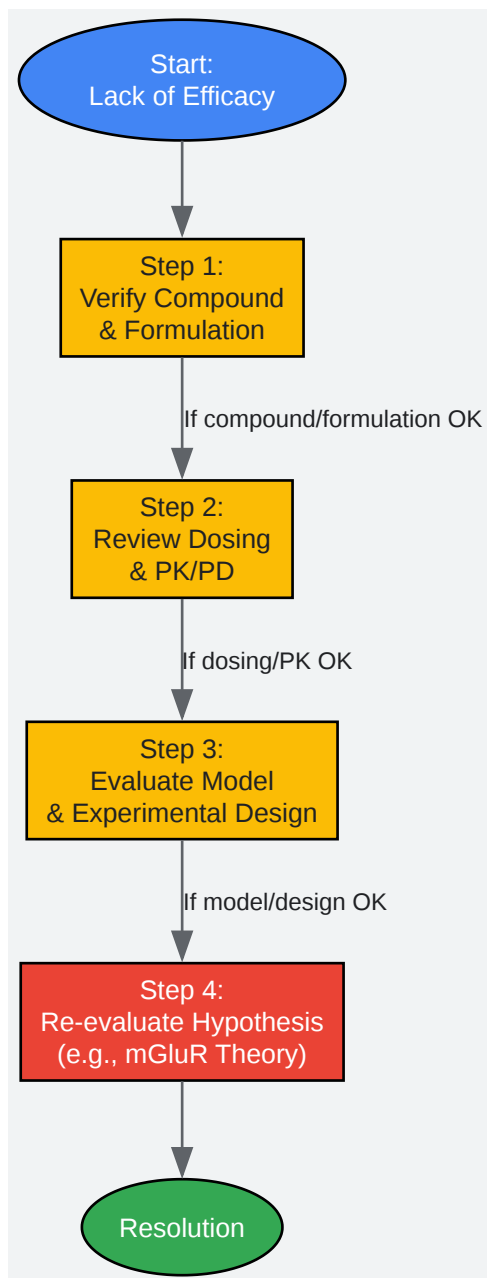 Start:
Lack of Efficacy
Step 1:
Verify Compound
& Formulation
If compound/formulation OK
Step 2:
Review Dosing
& PK/PD
If dosing/PK OK
Step 3:
Evaluate Model
& Experimental Design
If model/design OK
Step 4:
Re-evaluate Hypothesis
(e.g., mGluR Theory)
Resolution